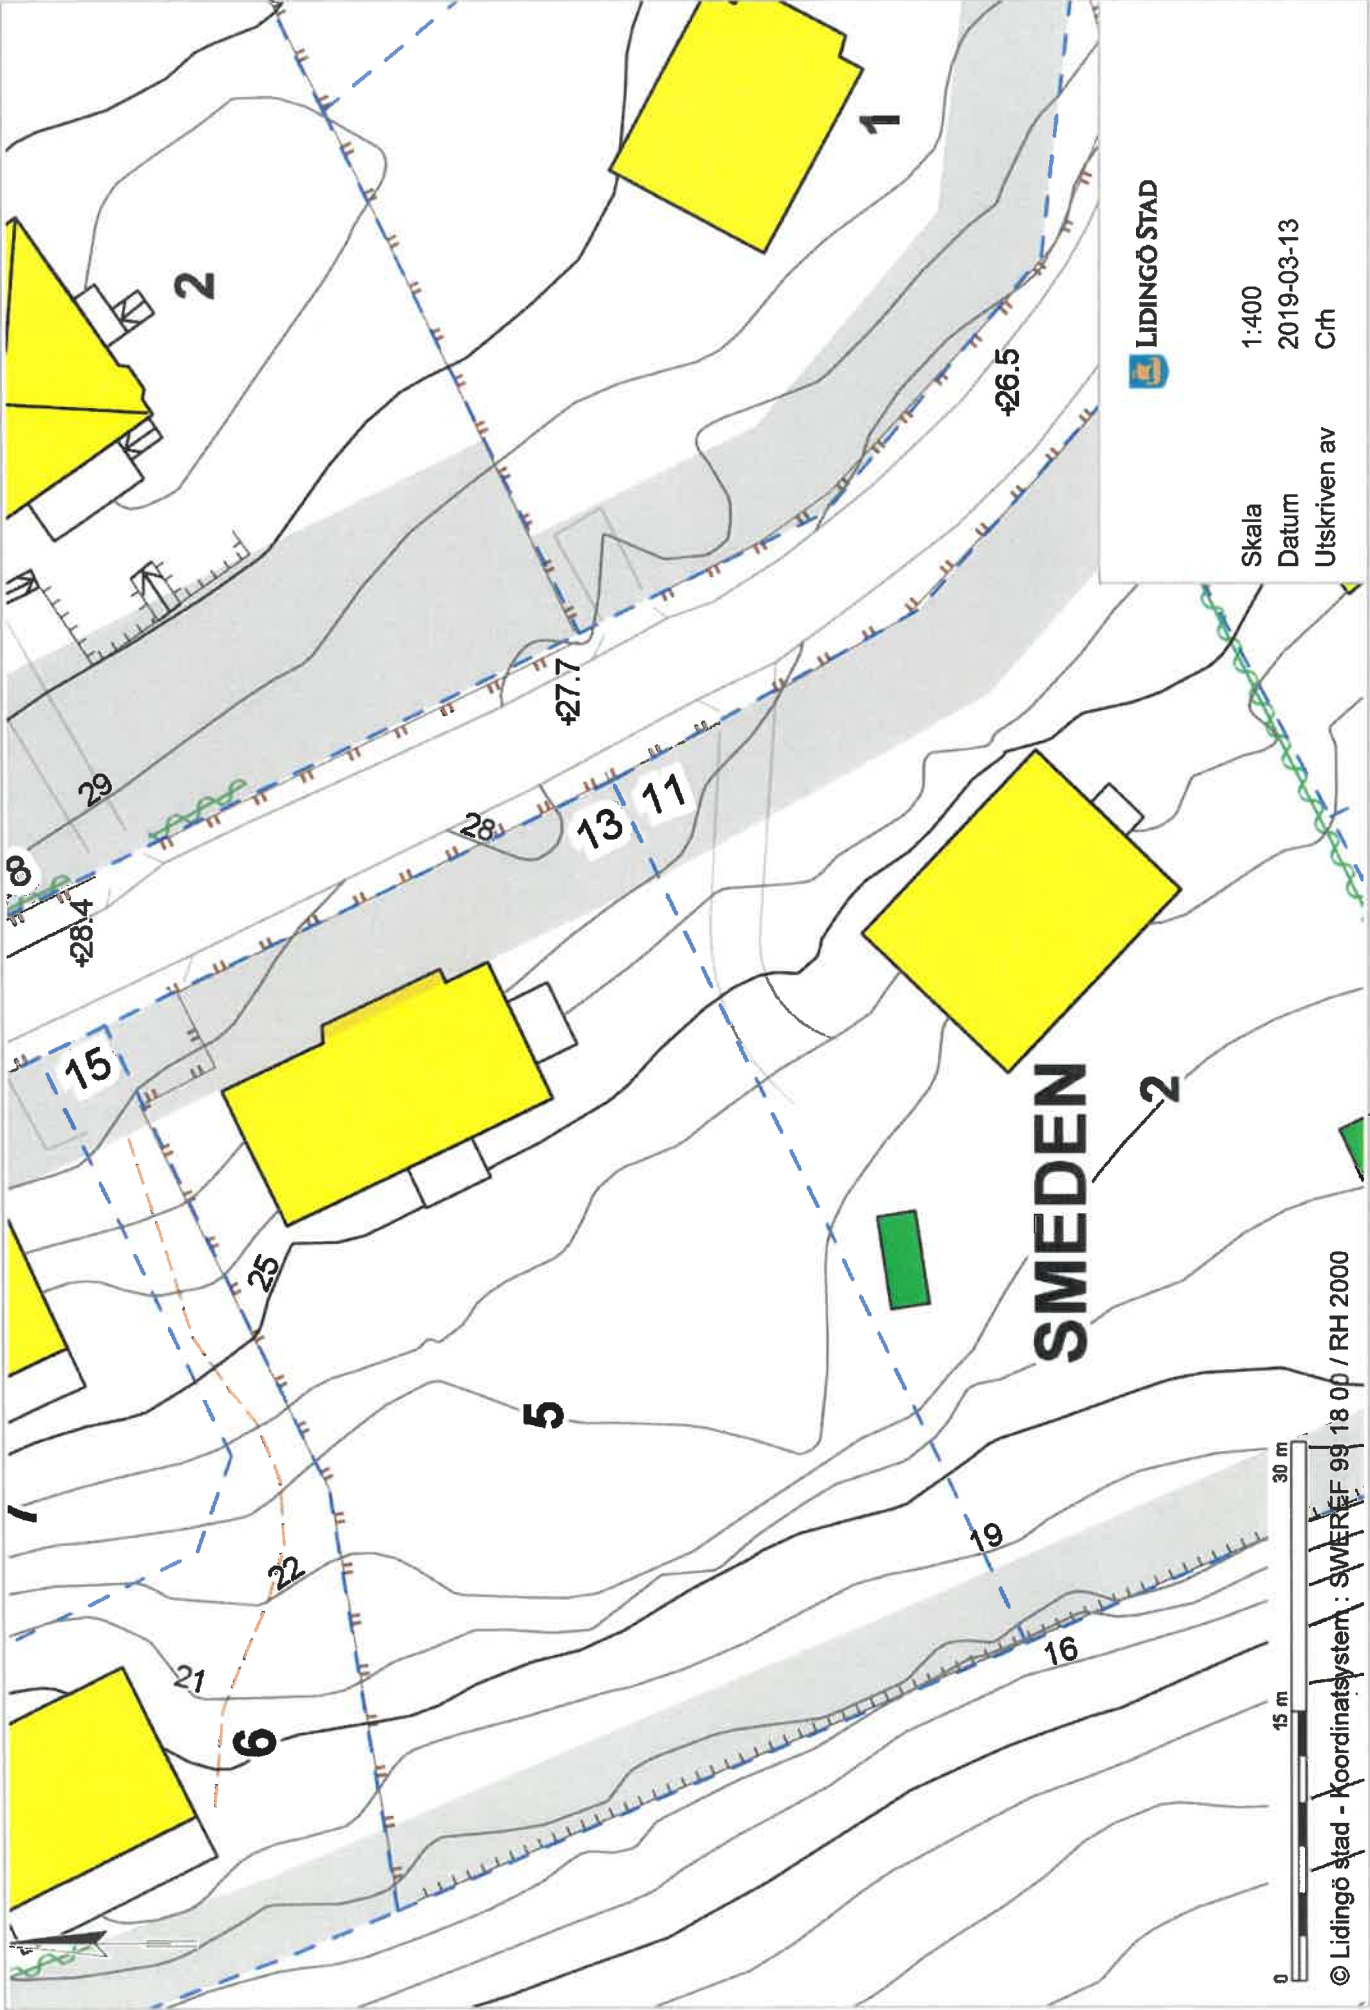 LIDINGÖ STAD
Skala 1:400
Datum 2019-03-13
Utskriven av Crh
SMEDEN
2
1
2
5
6
7
8
11
13
15
29
28
25
22
21
19
16
+28.4
+27.7
+26.5
0 15 m 30 m
© Lidingö stad - Koordinatsystem : SWEREF 99 18 00 / RH 2000